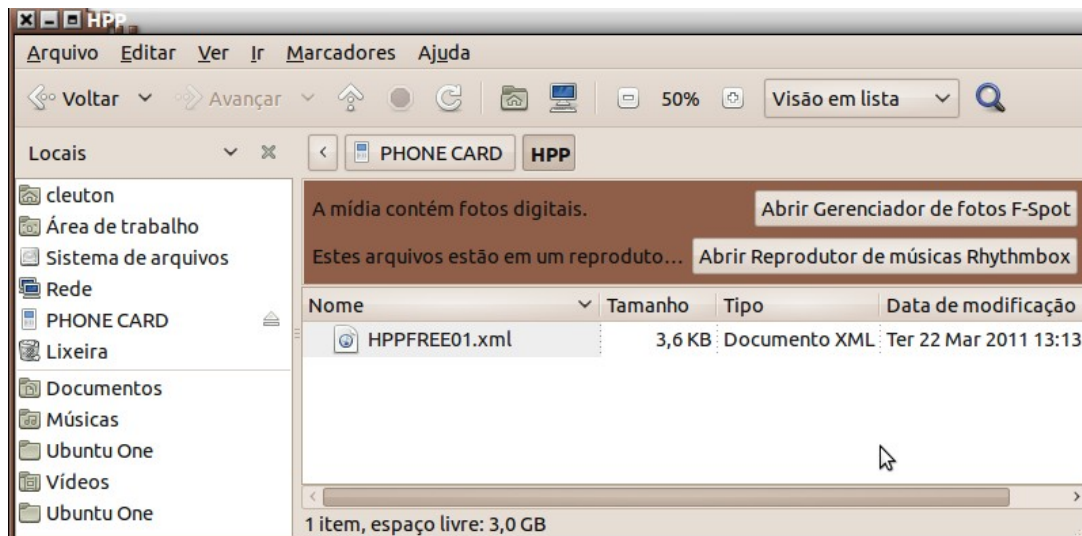 HPP
Arquivo Editar Ver Ir Marcadores Ajuda
Voltar Avançar 50% Visão em lista
Locais
PHONE CARD HPP
cleuton
Área de trabalho
Sistema de arquivos
Rede
PHONE CARD
Lixeira
Documentos
Músicas
Ubuntu One
Vídeos
Ubuntu One
A mídia contém fotos digitais. Abrir Gerenciador de fotos F-Spot
Estes arquivos estão em um reproduto... Abrir Reprodutor de músicas Rhythmbox
Nome Tamanho Tipo Data de modificação
HPPFREE01.xml 3,6 KB Documento XML Ter 22 Mar 2011 13:13
1 item, espaço livre: 3,0 GB